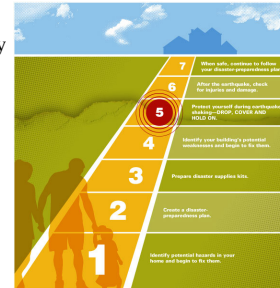 y
7
When safe, continue to follow
your disaster-preparedness plan.
6
After the earthquake, check
for injuries and damage.
5
Protect yourself during earthquake
shaking—DROP, COVER AND
HOLD ON.
4
Identify your building's potential
weaknesses and begin to fix them.
3
Prepare disaster supplies kits.
2
Create a disaster-
preparedness plan.
1
Identify potential hazards in your
home and begin to fix them.